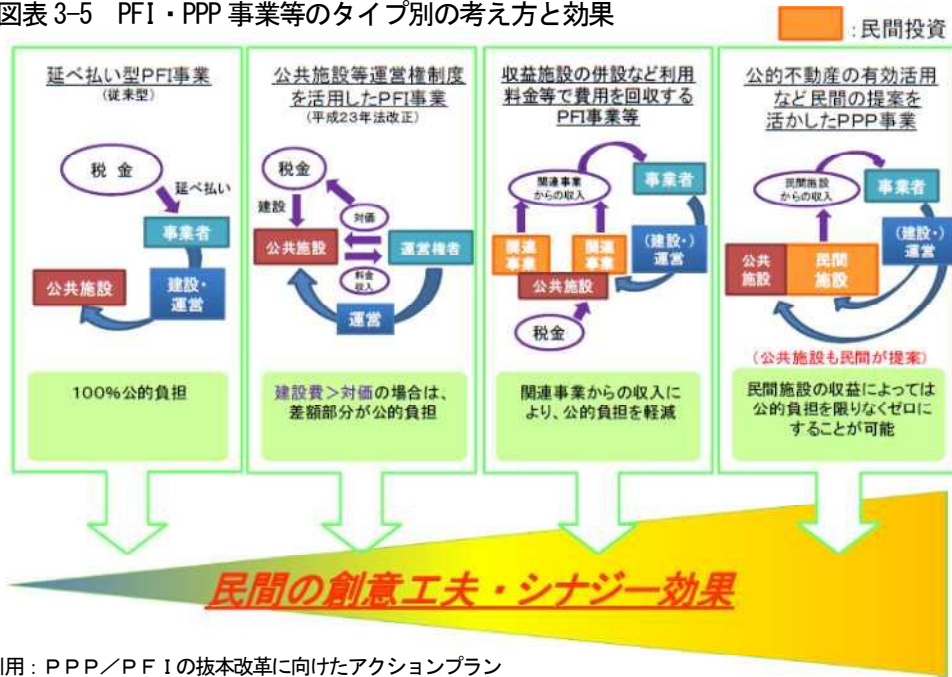 図表 3-5 PFI・PPP 事業等のタイプ別の考え方と効果
:民間投資
延べ払い型PFI事業
(従来型)
税 金
延べ払い
事業者
公共施設
建設・
運営
100%公的負担
公共施設等運営権制度
を活用したPFI事業
(平成23年法改正)
税金
建設
対価
公共施設
運営権者
料金
収入
運営
建設費>対価の場合は、
差額部分が公的負担
収益施設の併設など利用
料金等で費用を回収する
PFI事業等
関連事業
からの収入
事業者
関連
事業
関連
事業
(建設・)
運営
公共施設
税金
関連事業からの収入に
より、公的負担を軽減
公的不動産の有効活用
など民間の提案を
活かしたPPP事業
民間施設
からの収入
事業者
(建設・)
運営
公共
施設
民間
施設
(公共施設も民間が提案)
民間施設の収益によっては
公的負担を限りなくゼロに
することが可能
民間の創意工夫・シナジー効果
用:PPP/PFIの抜本改革に向けたアクションプラン